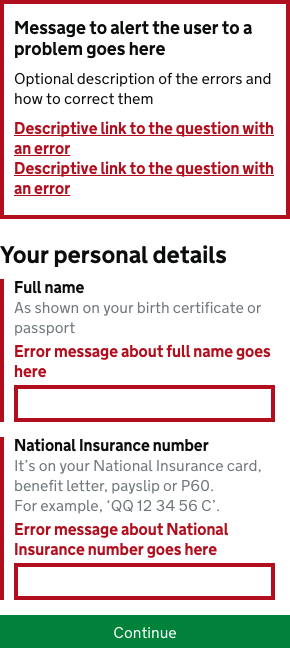 Message to alert the user to a
problem goes here
Optional description of the errors and
how to correct them
Descriptive link to the question with
an error
Descriptive link to the question with
an error
Your personal details
Full name
As shown on your birth certificate or
passport
Error message about full name goes
here
National Insurance number
It’s on your National Insurance card,
benefit letter, payslip or P60.
For example, ‘QQ 12 34 56 C’.
Error message about National
Insurance number goes here
Continue